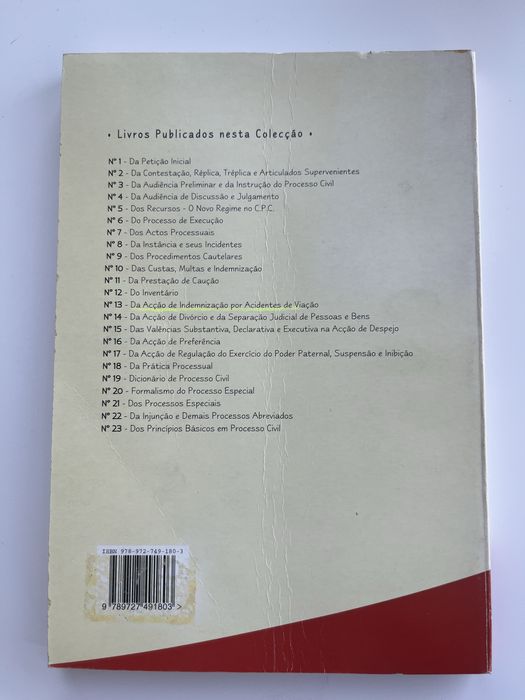 • Livros Publicados nesta Colecção •
Nº 1 - Da Petição Inicial
Nº 2 - Da Contestação, Réplica, Tréplica e Articulados Supervenientes
Nº 3 - Da Audiência Preliminar e da Instrução do Processo Civil
Nº 4 - Da Audiência de Discussão e Julgamento
Nº 5 - Dos Recursos - O Novo Regime no C.P.C.
Nº 6 - Do Processo de Execução
Nº 7 - Dos Actos Processuais
Nº 8 - Da Instância e seus Incidentes
Nº 9 - Dos Procedimentos Cautelares
Nº 10 - Das Custas, Multas e Indemnização
Nº 11 - Da Prestação de Caução
Nº 12 - Do Inventário
Nº 13 - Da Acção de Indemnização por Acidentes de Viação
Nº 14 - Da Acção de Divórcio e da Separação Judicial de Pessoas e Bens
Nº 15 - Das Valências Substantiva, Declarativa e Executiva na Acção de Despejo
Nº 16 - Da Acção de Preferência
Nº 17 - Da Acção de Regulação do Exercício do Poder Paternal, Suspensão e Inibição
Nº 18 - Da Prática Processual
Nº 19 - Dicionário de Processo Civil
Nº 20 - Formalismo do Processo Especial
Nº 21 - Dos Processos Especiais
Nº 22 - Da Injunção e Demais Processos Abreviados
Nº 23 - Dos Princípios Básicos em Processo Civil
ISBN 978-972-749-180-3
9 789727 491803 >